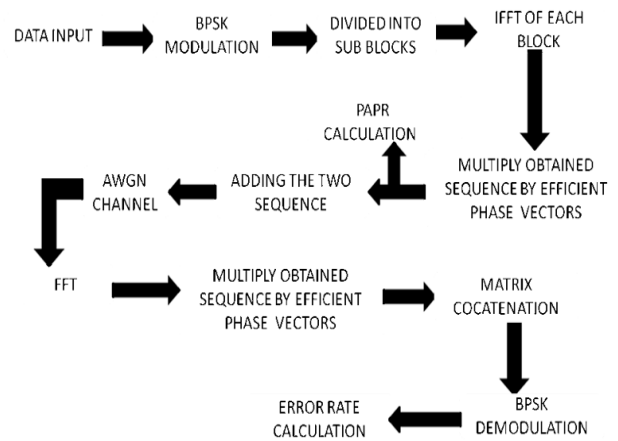 DATA INPUT
BPSK
MODULATION
DIVIDED INTO
SUB BLOCKS
IFFT OF EACH
BLOCK
PAPR
CALCULATION
MULTIPLY OBTAINED
SEQUENCE BY EFFICIENT
PHASE VECTORS
ADDING THE TWO
SEQUENCE
AWGN
CHANNEL
FFT
MULTIPLY OBTAINED
SEQUENCE BY EFFICIENT
PHASE VECTORS
MATRIX
COCATENATION
BPSK
DEMODULATION
ERROR RATE
CALCULATION